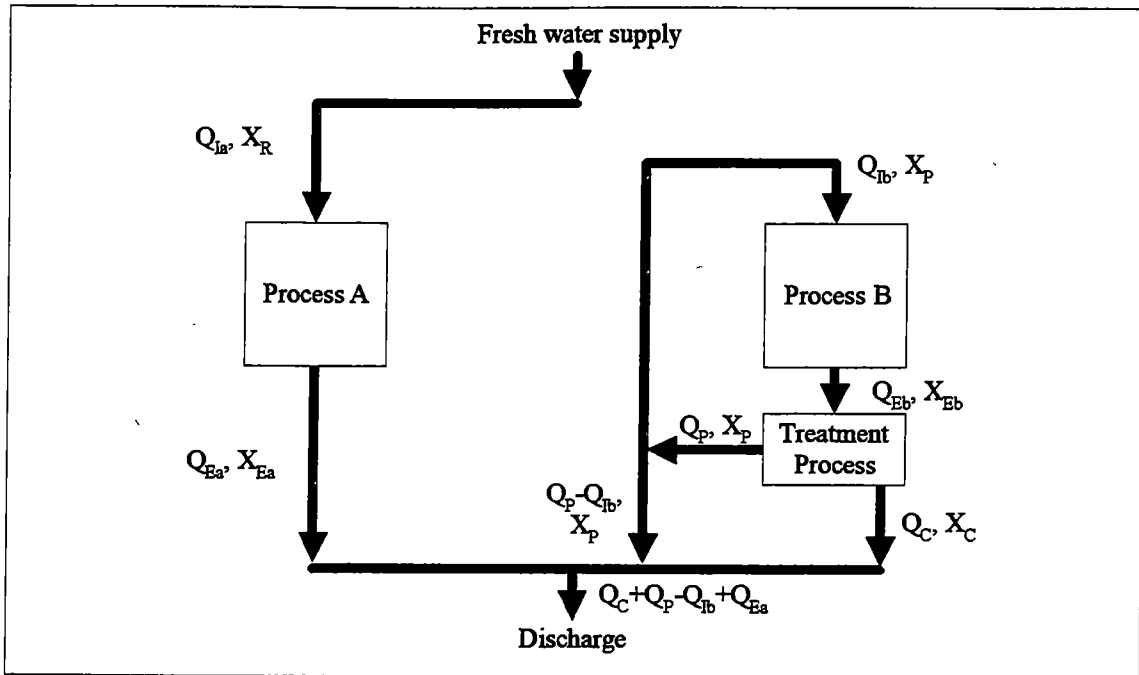 Fresh water supply
Q_Ia, X_R
Q_Ib, X_P
Process A
Process B
Q_Eb, X_Eb
Q_P, X_P
Treatment
Process
Q_Ea, X_Ea
Q_P-Q_Ib,
X_P
Q_C, X_C
Q_C+Q_P-Q_Ib+Q_Ea
Discharge